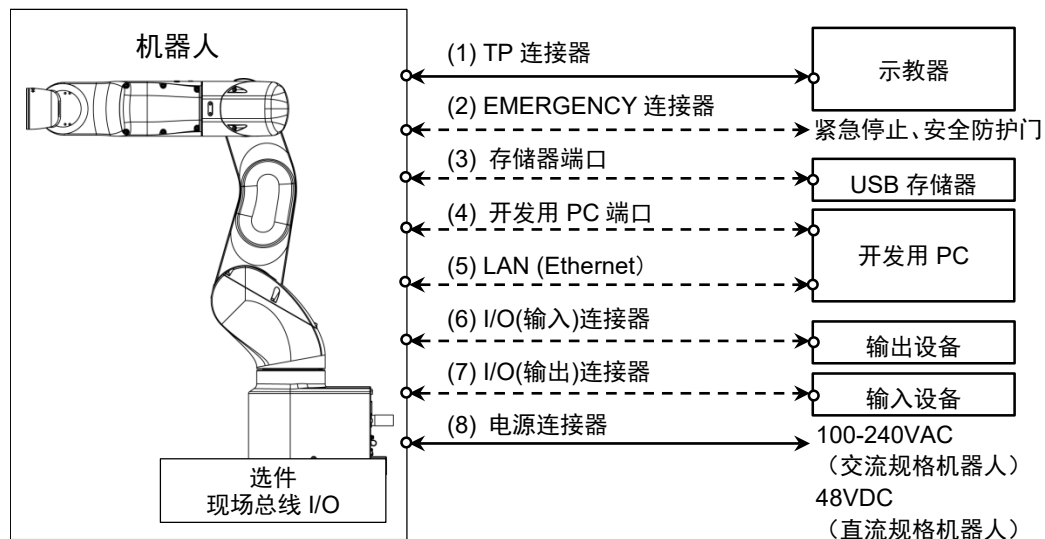 机器人
(1) TP 连接器
示教器
(2) EMERGENCY 连接器
紧急停止、安全防护门
(3) 存储器端口
USB 存储器
(4) 开发用 PC 端口
开发用 PC
(5) LAN (Ethernet）
(6) I/O(输入)连接器
输出设备
(7) I/O(输出)连接器
输入设备
(8) 电源连接器
100-240VAC
（交流规格机器人）
48VDC
（直流规格机器人）
选件
现场总线 I/O